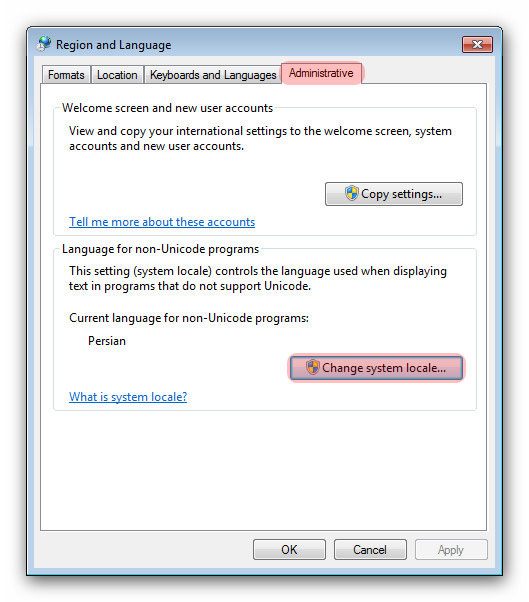 Region and Language
Formats Location Keyboards and Languages Administrative
Welcome screen and new user accounts
View and copy your international settings to the welcome screen, system
accounts and new user accounts.
Copy settings...
Tell me more about these accounts
Language for non-Unicode programs
This setting (system locale) controls the language used when displaying
text in programs that do not support Unicode.
Current language for non-Unicode programs:
Persian
Change system locale...
What is system locale?
OK Cancel Apply